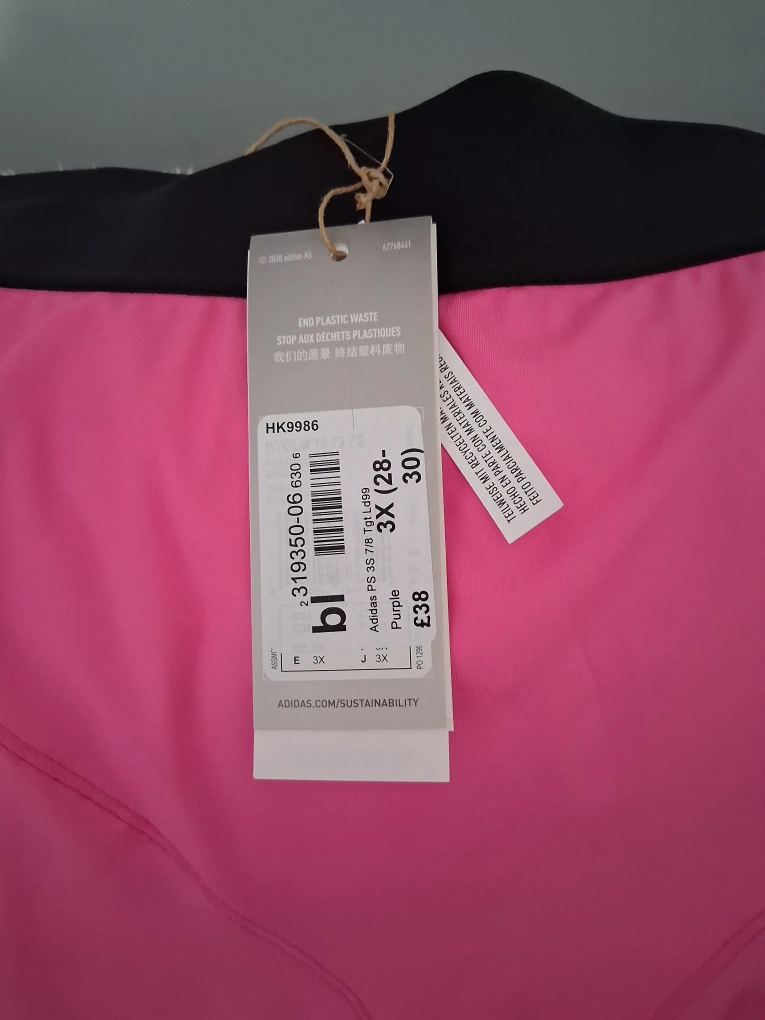 © 2020 adidas AG
62768441
END PLASTIC WASTE
STOP AUX DÉCHETS PLASTIQUES
我们的愿景 终结塑料废物
HK9986
2 319350-06 630 6
bl
Adidas PS 3S 7/8 Tgt Ld99
3X (28-
30)
Purple
£38
E 3X
J 3X
PO 1296
ADIDAS.COM/SUSTAINABILITY
TEILWEISE MIT RECYCELTEN
HECHO EN PARTE CON MATERIALES
FEITO PARCIALMENTE COM MATERIAIS